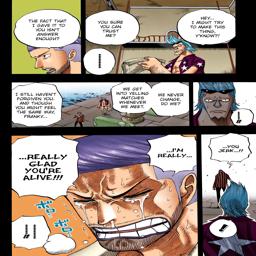 THE FACT THAT
I GAVE IT TO
YOU ISN'T
ANSWER
ENOUGH?
YOU SURE
YOU CAN
TRUST
ME?
HEY...
I MIGHT TRY
TO MAKE
THIS THING,
Y'KNOW?!
I STILL HAVEN'T
FORGIVEN YOU
AND THOUGH
YOU MUST FEEL
THE SAME WAY,
FRANKY...
WE GET
INTO YELLING
MATCHES
WHENEVER
WE MEET.
WE NEVER
CHANGE,
DO WE?
...REALLY
GLAD
YOU'RE
ALIVE!!!
...I'M
REALLY...
...YOU
JERK...!!